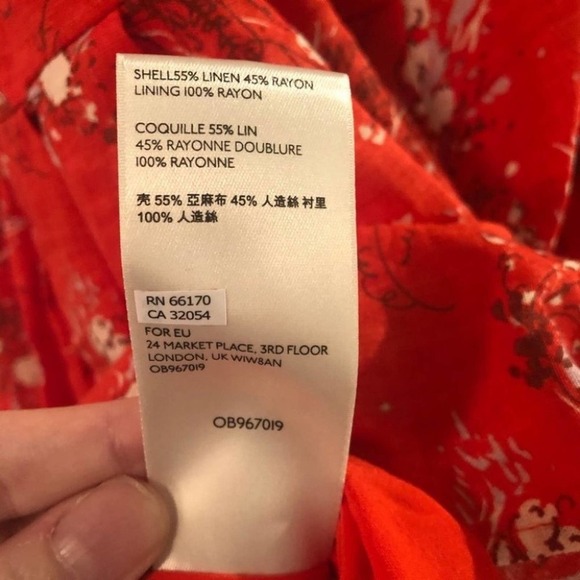 SHELL55% LINEN 45% RAYON
LINING 100% RAYON
COQUILLE 55% LIN
45% RAYONNE DOUBLURE
100% RAYONNE
壳 55% 亞麻布 45% 人造絲 衬里
100% 人造絲
RN 66170
CA 32054
FOR EU
24 MARKET PLACE, 3RD FLOOR
LONDON, UK W1W8AN
OB967019
OB967019